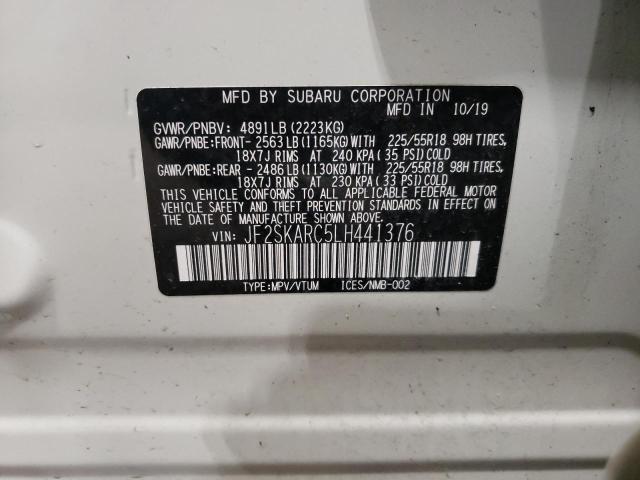 MFD BY SUBARU CORPORATION
MFD IN 10/19
GVWR/PNBV: 4891LB(2223KG)
GAWR/PNBE:FRONT- 2563LB(1165KG)WITH 225/55R18 98H TIRES,
18X7J RIMS AT 240 KPA(35 PSI)COLD
GAWR/PNBE:REAR - 2486LB(1130KG)WITH 225/55R18 98H TIRES,
18X7J RIMS AT 230 KPA(33 PSI)COLD
THIS VEHICLE CONFORMS TO ALL APPLICABLE FEDERAL MOTOR
VEHICLE SAFETY AND THEFT PREVENTION STANDARDS IN EFFECT
ON THE DATE OF MANUFACTURE SHOWN ABOVE.
VIN: JF2SKARC5LH441376
TYPE:MPV/VTUM ICES/NMB-002